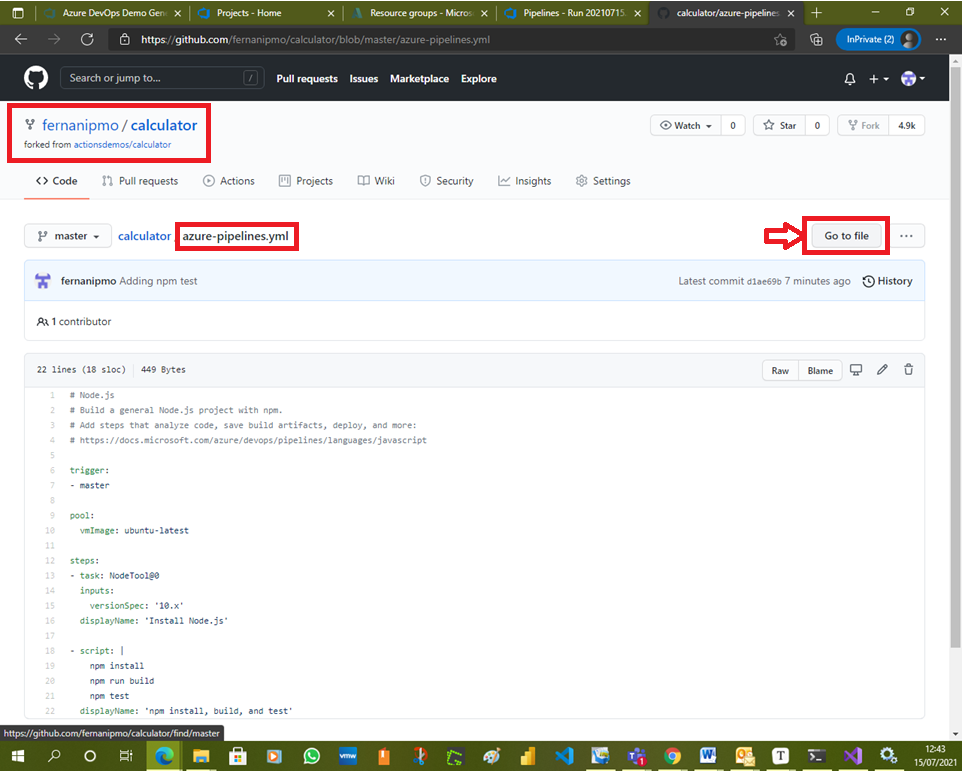 Azure DevOps Demo Gen
Projects - Home
Resource groups - Micros
Pipelines - Run 20210715.
calculator/azure-pipelines
https://github.com/fernanipmo/calculator/blob/master/azure-pipelines.yml
InPrivate (2)
Search or jump to...
/
Pull requests
Issues
Marketplace
Explore
fernanipmo / calculator
forked from actionsdemos/calculator
Watch
0
Star
0
Fork
4.9k
Code
Pull requests
Actions
Projects
Wiki
Security
Insights
Settings
master
calculator
azure-pipelines.yml
Go to file
fernanipmo Adding npm test
Latest commit d1ae69b 7 minutes ago
History
1 contributor
22 lines (18 sloc)
449 Bytes
Raw
Blame
1 # Node.js
2 # Build a general Node.js project with npm.
3 # Add steps that analyze code, save build artifacts, deploy, and more:
4 # https://docs.microsoft.com/azure/devops/pipelines/languages/javascript
5
6 trigger:
7 - master
8
9 pool:
10 vmImage: ubuntu-latest
11
12 steps:
13 - task: NodeTool@0
14 inputs:
15 versionSpec: '10.x'
16 displayName: 'Install Node.js'
17
18 - script: |
19 npm install
20 npm run build
21 npm test
22 displayName: 'npm install, build, and test'
https://github.com/fernanipmo/calculator/find/master
vmw
1
12:43
15/07/2021